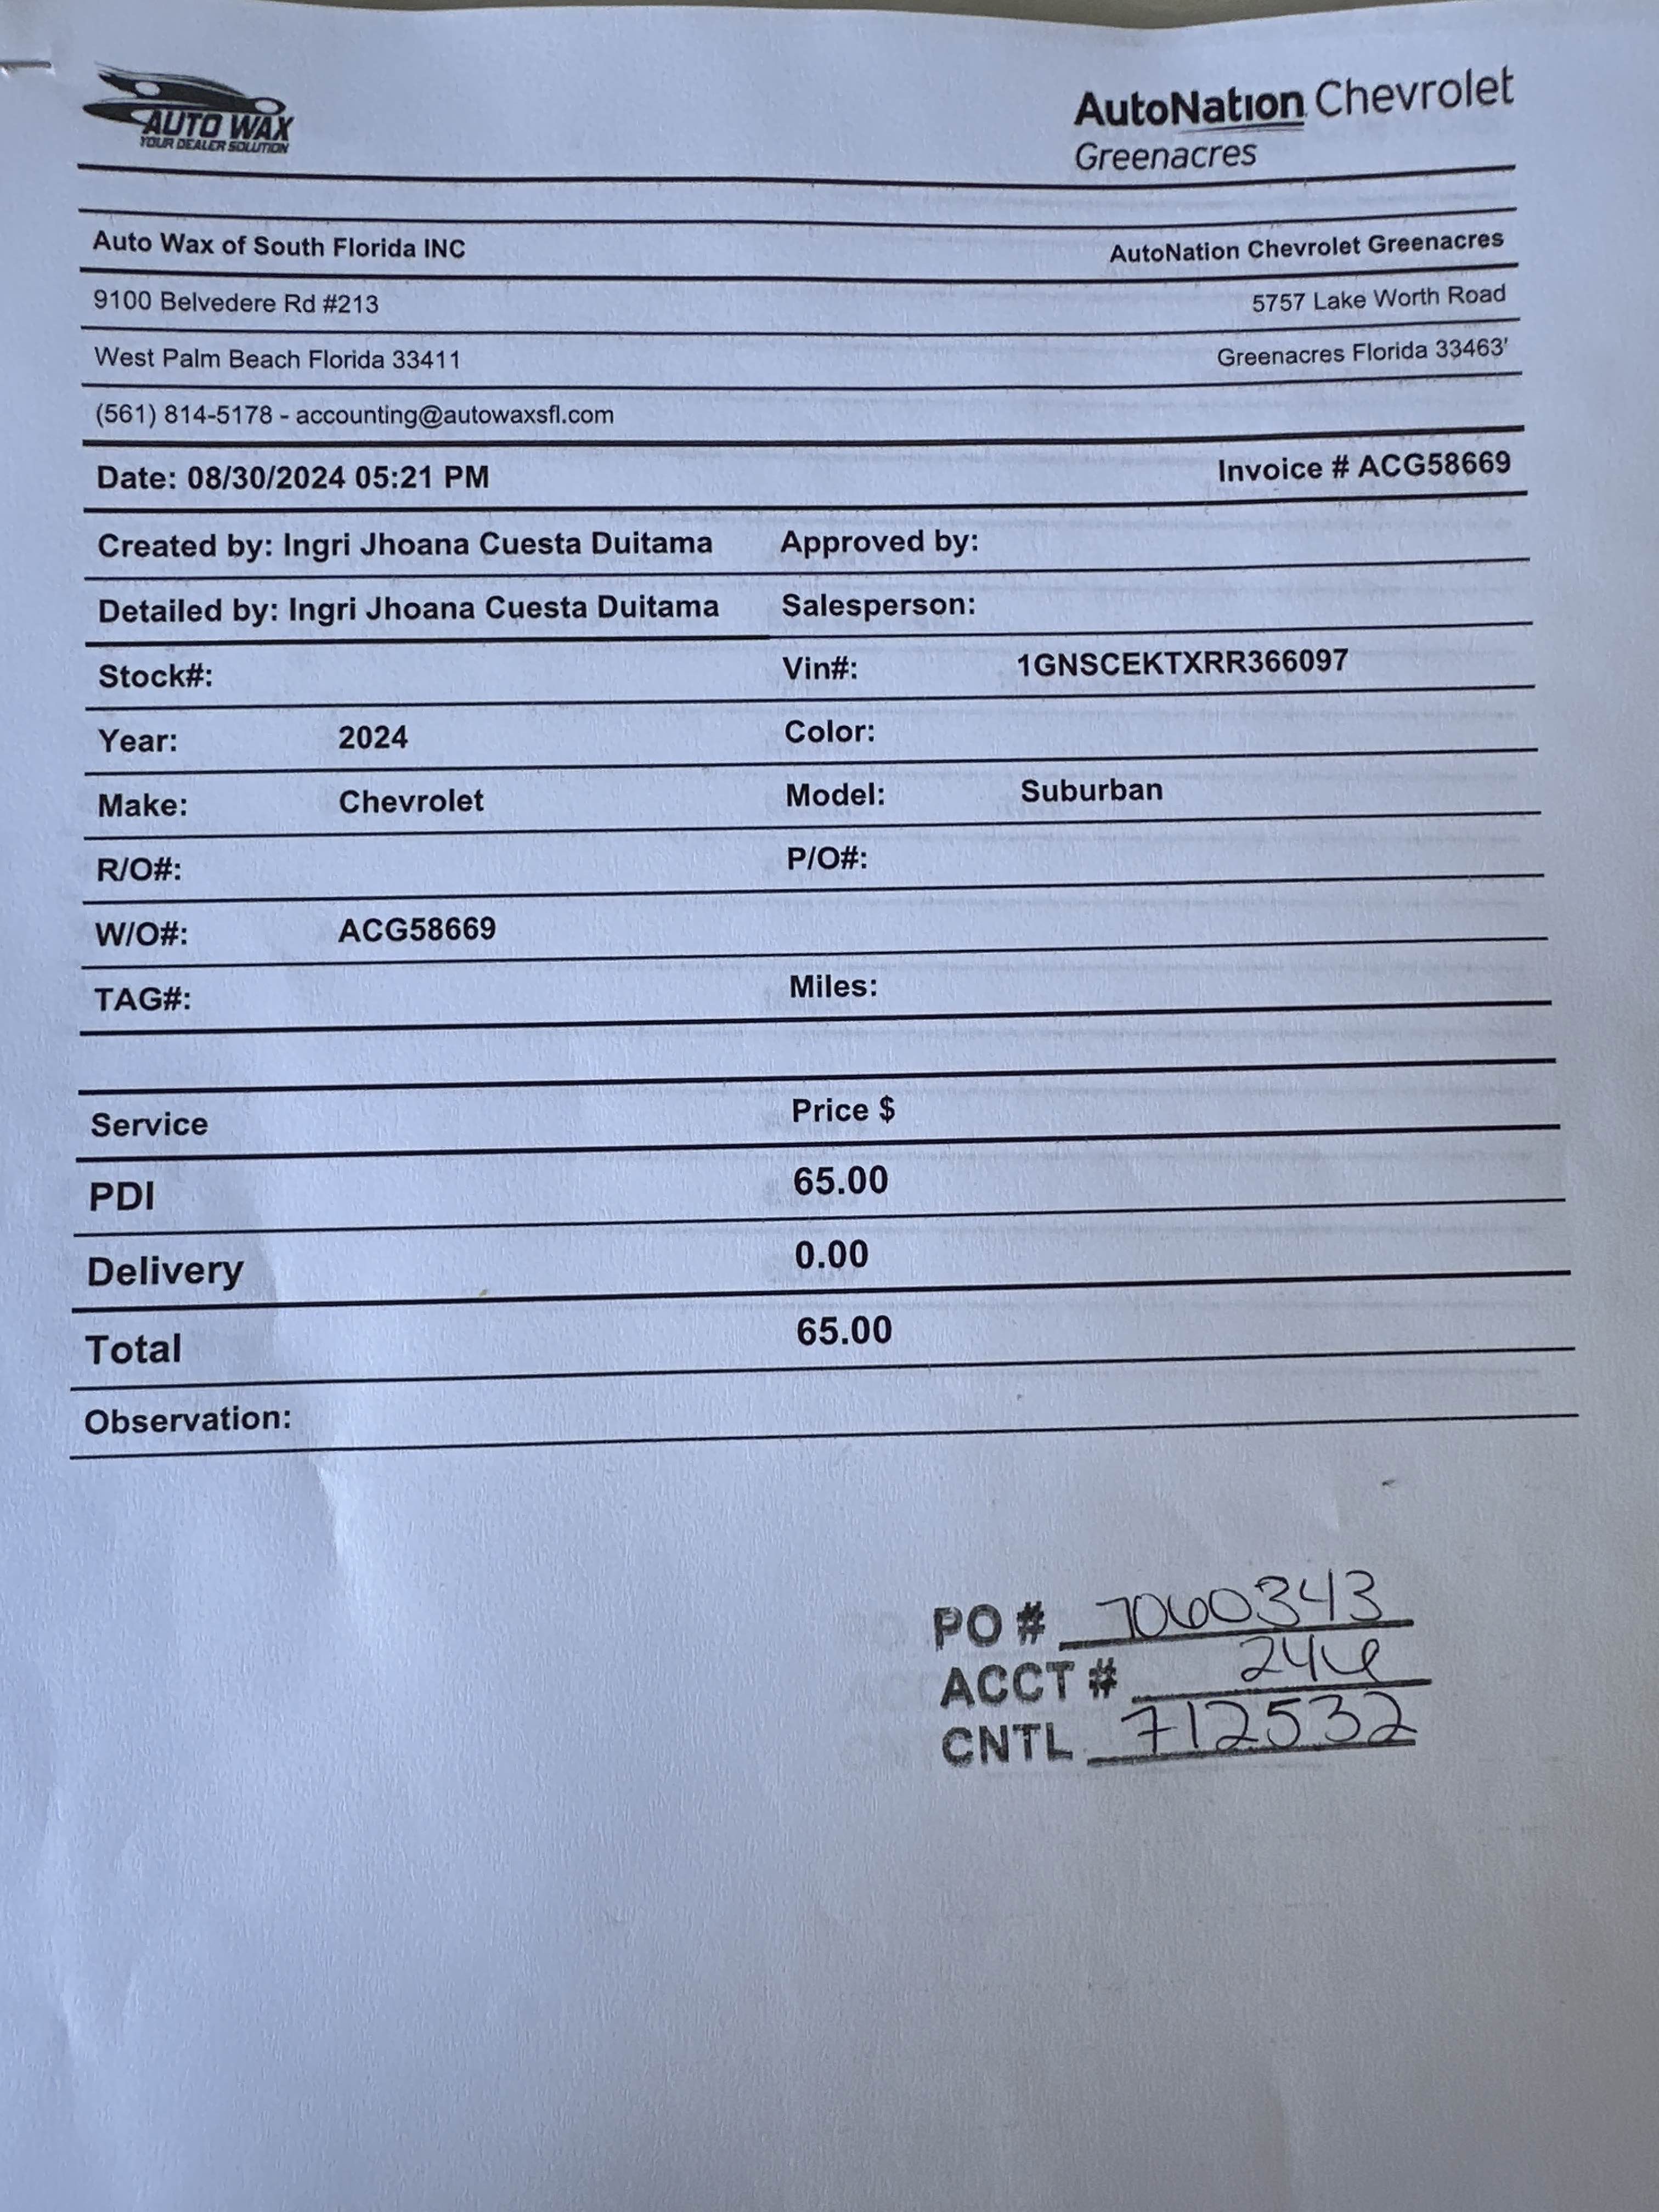 AUTO WAX
YOUR DEALER SOLUTION
AutoNation Chevrolet
Greenacres
Auto Wax of South Florida INC AutoNation Chevrolet Greenacres
9100 Belvedere Rd #213 5757 Lake Worth Road
West Palm Beach Florida 33411 Greenacres Florida 33463'
(561) 814-5178 - accounting@autowaxsfl.com
Date: 08/30/2024 05:21 PM Invoice # ACG58669
Created by: Ingri Jhoana Cuesta Duitama Approved by:
Detailed by: Ingri Jhoana Cuesta Duitama Salesperson:
Stock#: Vin#: 1GNSCEKTXRR366097
Year: 2024 Color:
Make: Chevrolet Model: Suburban
R/O#: P/O#:
W/O#: ACG58669
TAG#: Miles:
Service Price $
PDI 65.00
Delivery 0.00
Total 65.00
Observation:
PO # 7060343
ACCT # 246
CNTL 712532